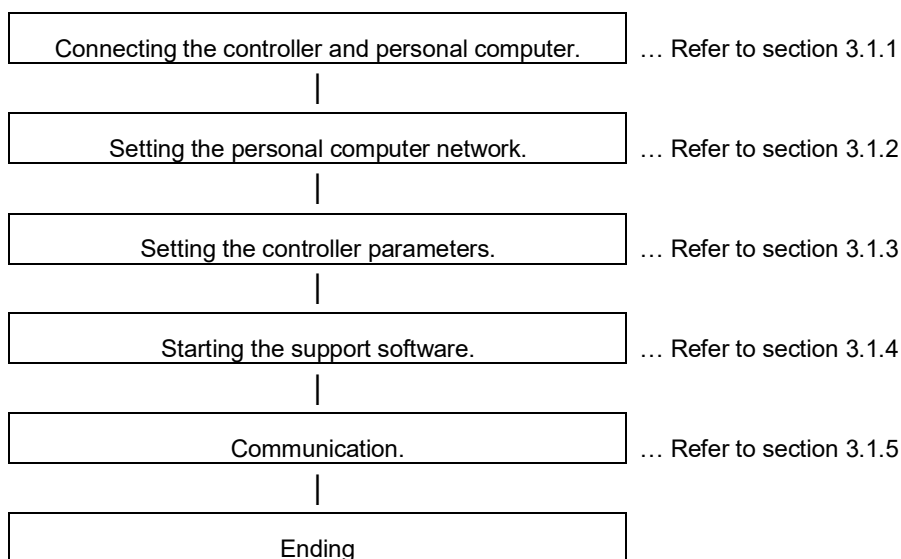 Connecting the controller and personal computer. … Refer to section 3.1.1
Setting the personal computer network. … Refer to section 3.1.2
Setting the controller parameters. … Refer to section 3.1.3
Starting the support software. … Refer to section 3.1.4
Communication. … Refer to section 3.1.5
Ending